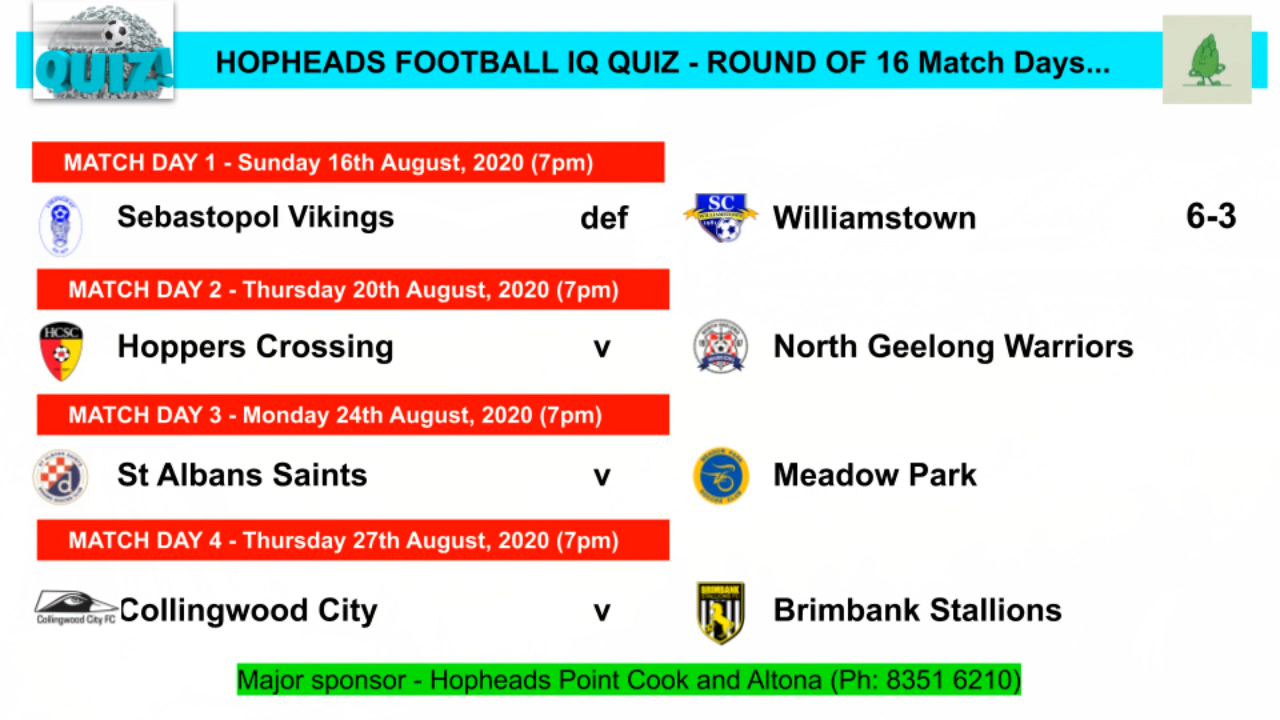 QUIZ!
HOPHEADS FOOTBALL IQ QUIZ - ROUND OF 16 Match Days...
MATCH DAY 1 - Sunday 16th August, 2020 (7pm)
Sebastopol Vikings def SC WILLIAMSTOWN Williamstown 6-3
MATCH DAY 2 - Thursday 20th August, 2020 (7pm)
HCSC Hoppers Crossing v North Geelong Warriors
MATCH DAY 3 - Monday 24th August, 2020 (7pm)
St Albans Saints v MEADOW PARK Meadow Park
MATCH DAY 4 - Thursday 27th August, 2020 (7pm)
Collingwood City FC Collingwood City v BRIMBANK Brimbank Stallions
Major sponsor - Hopheads Point Cook and Altona (Ph: 8351 6210)